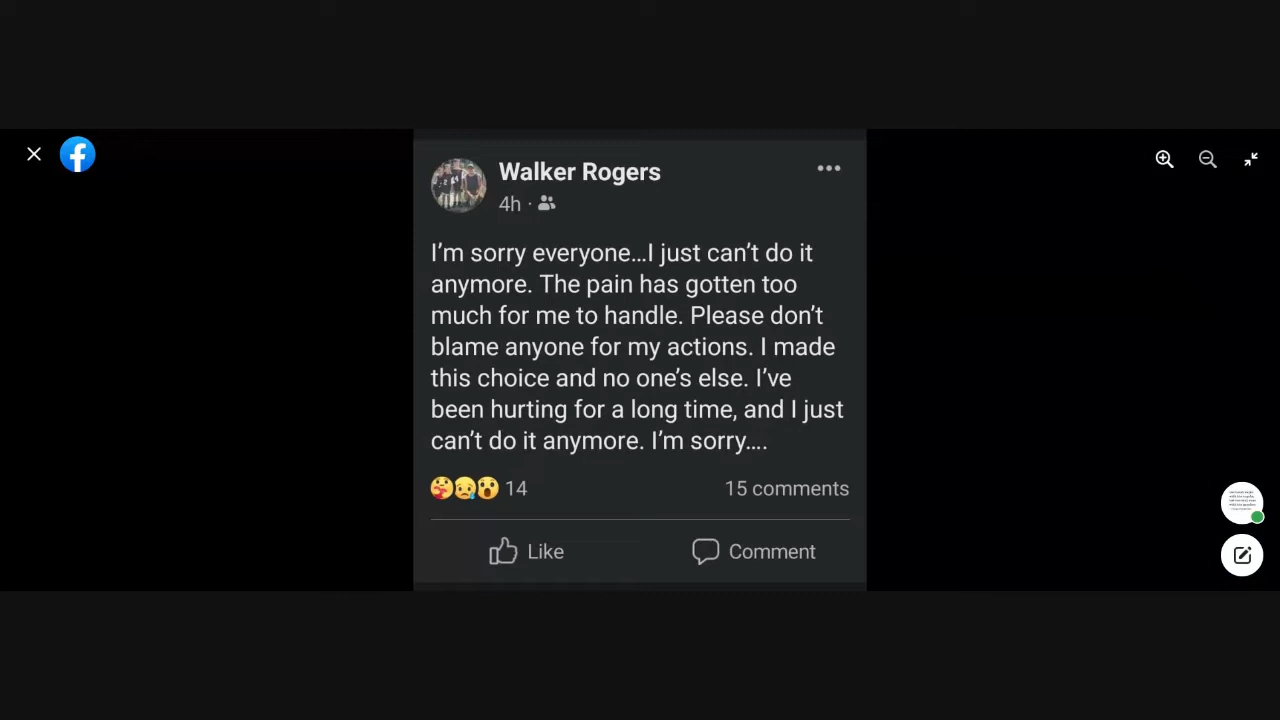 Walker Rogers
4h ·
I'm sorry everyone...I just can't do it
anymore. The pain has gotten too
much for me to handle. Please don't
blame anyone for my actions. I made
this choice and no one's else. I've
been hurting for a long time, and I just
can't do it anymore. I'm sorry....
14
15 comments
Like
Comment